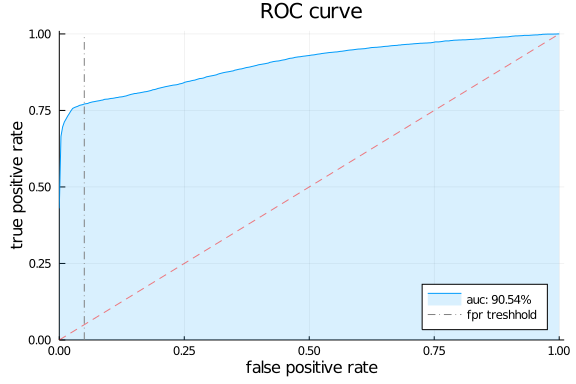 ROC curve
true positive rate
1.00
0.75
0.50
0.25
0.00
0.00
0.25
0.50
0.75
1.00
false positive rate
auc: 90.54%
fpr treshhold